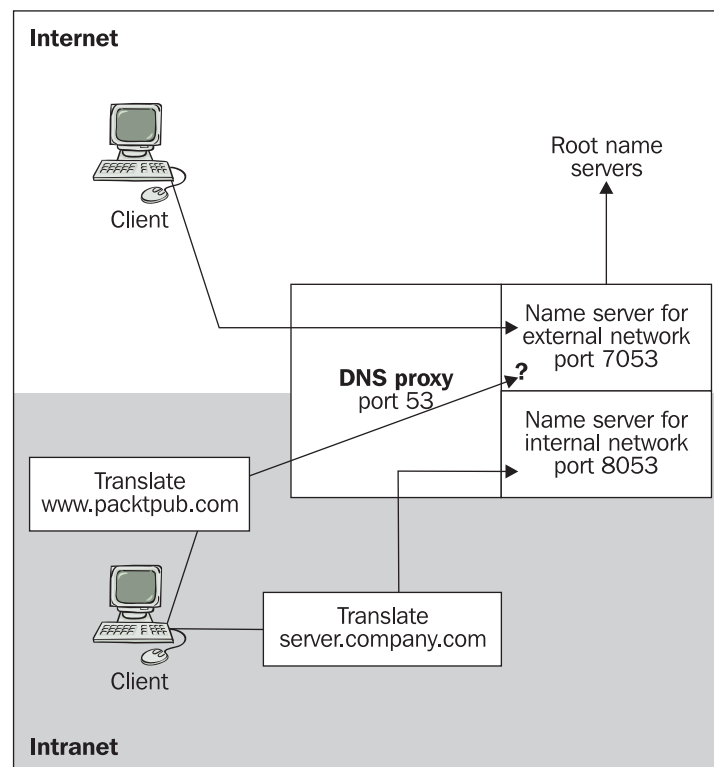 Internet
Root name
servers
Client
Name server for
external network
port 7053
?
DNS proxy
port 53
Name server for
internal network
port 8053
Translate
www.packtpub.com
Translate
server.company.com
Client
Intranet